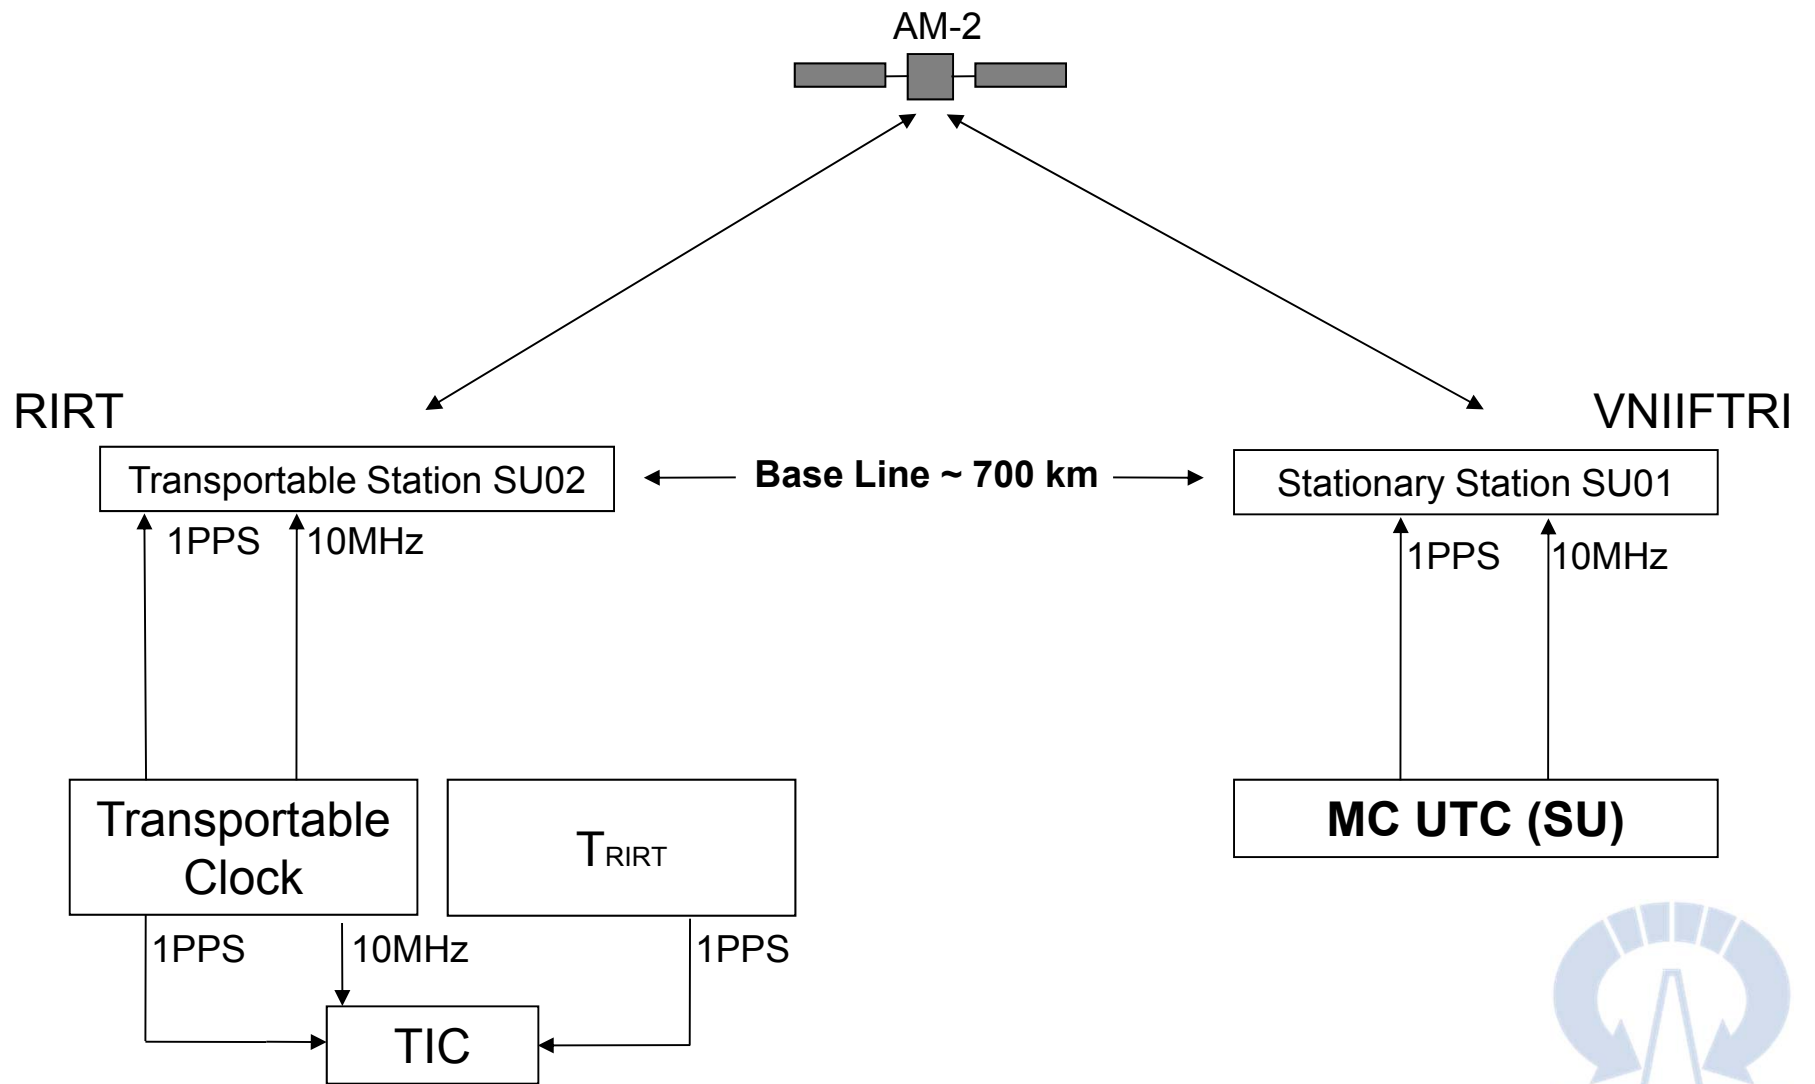 AM-2
RIRT
VNIIFTRI
Transportable Station SU02
Base Line ~ 700 km
Stationary Station SU01
1PPS
10MHz
1PPS
10MHz
Transportable
Clock
TRIRT
MC UTC (SU)
1PPS
10MHz
1PPS
TIC